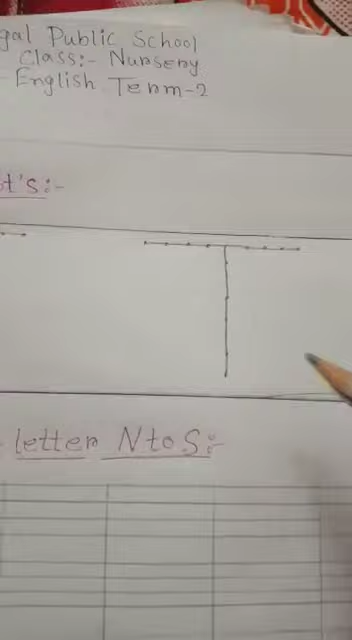 Public School
Class:- Nursery
English Term-2
letter N to S:-
T